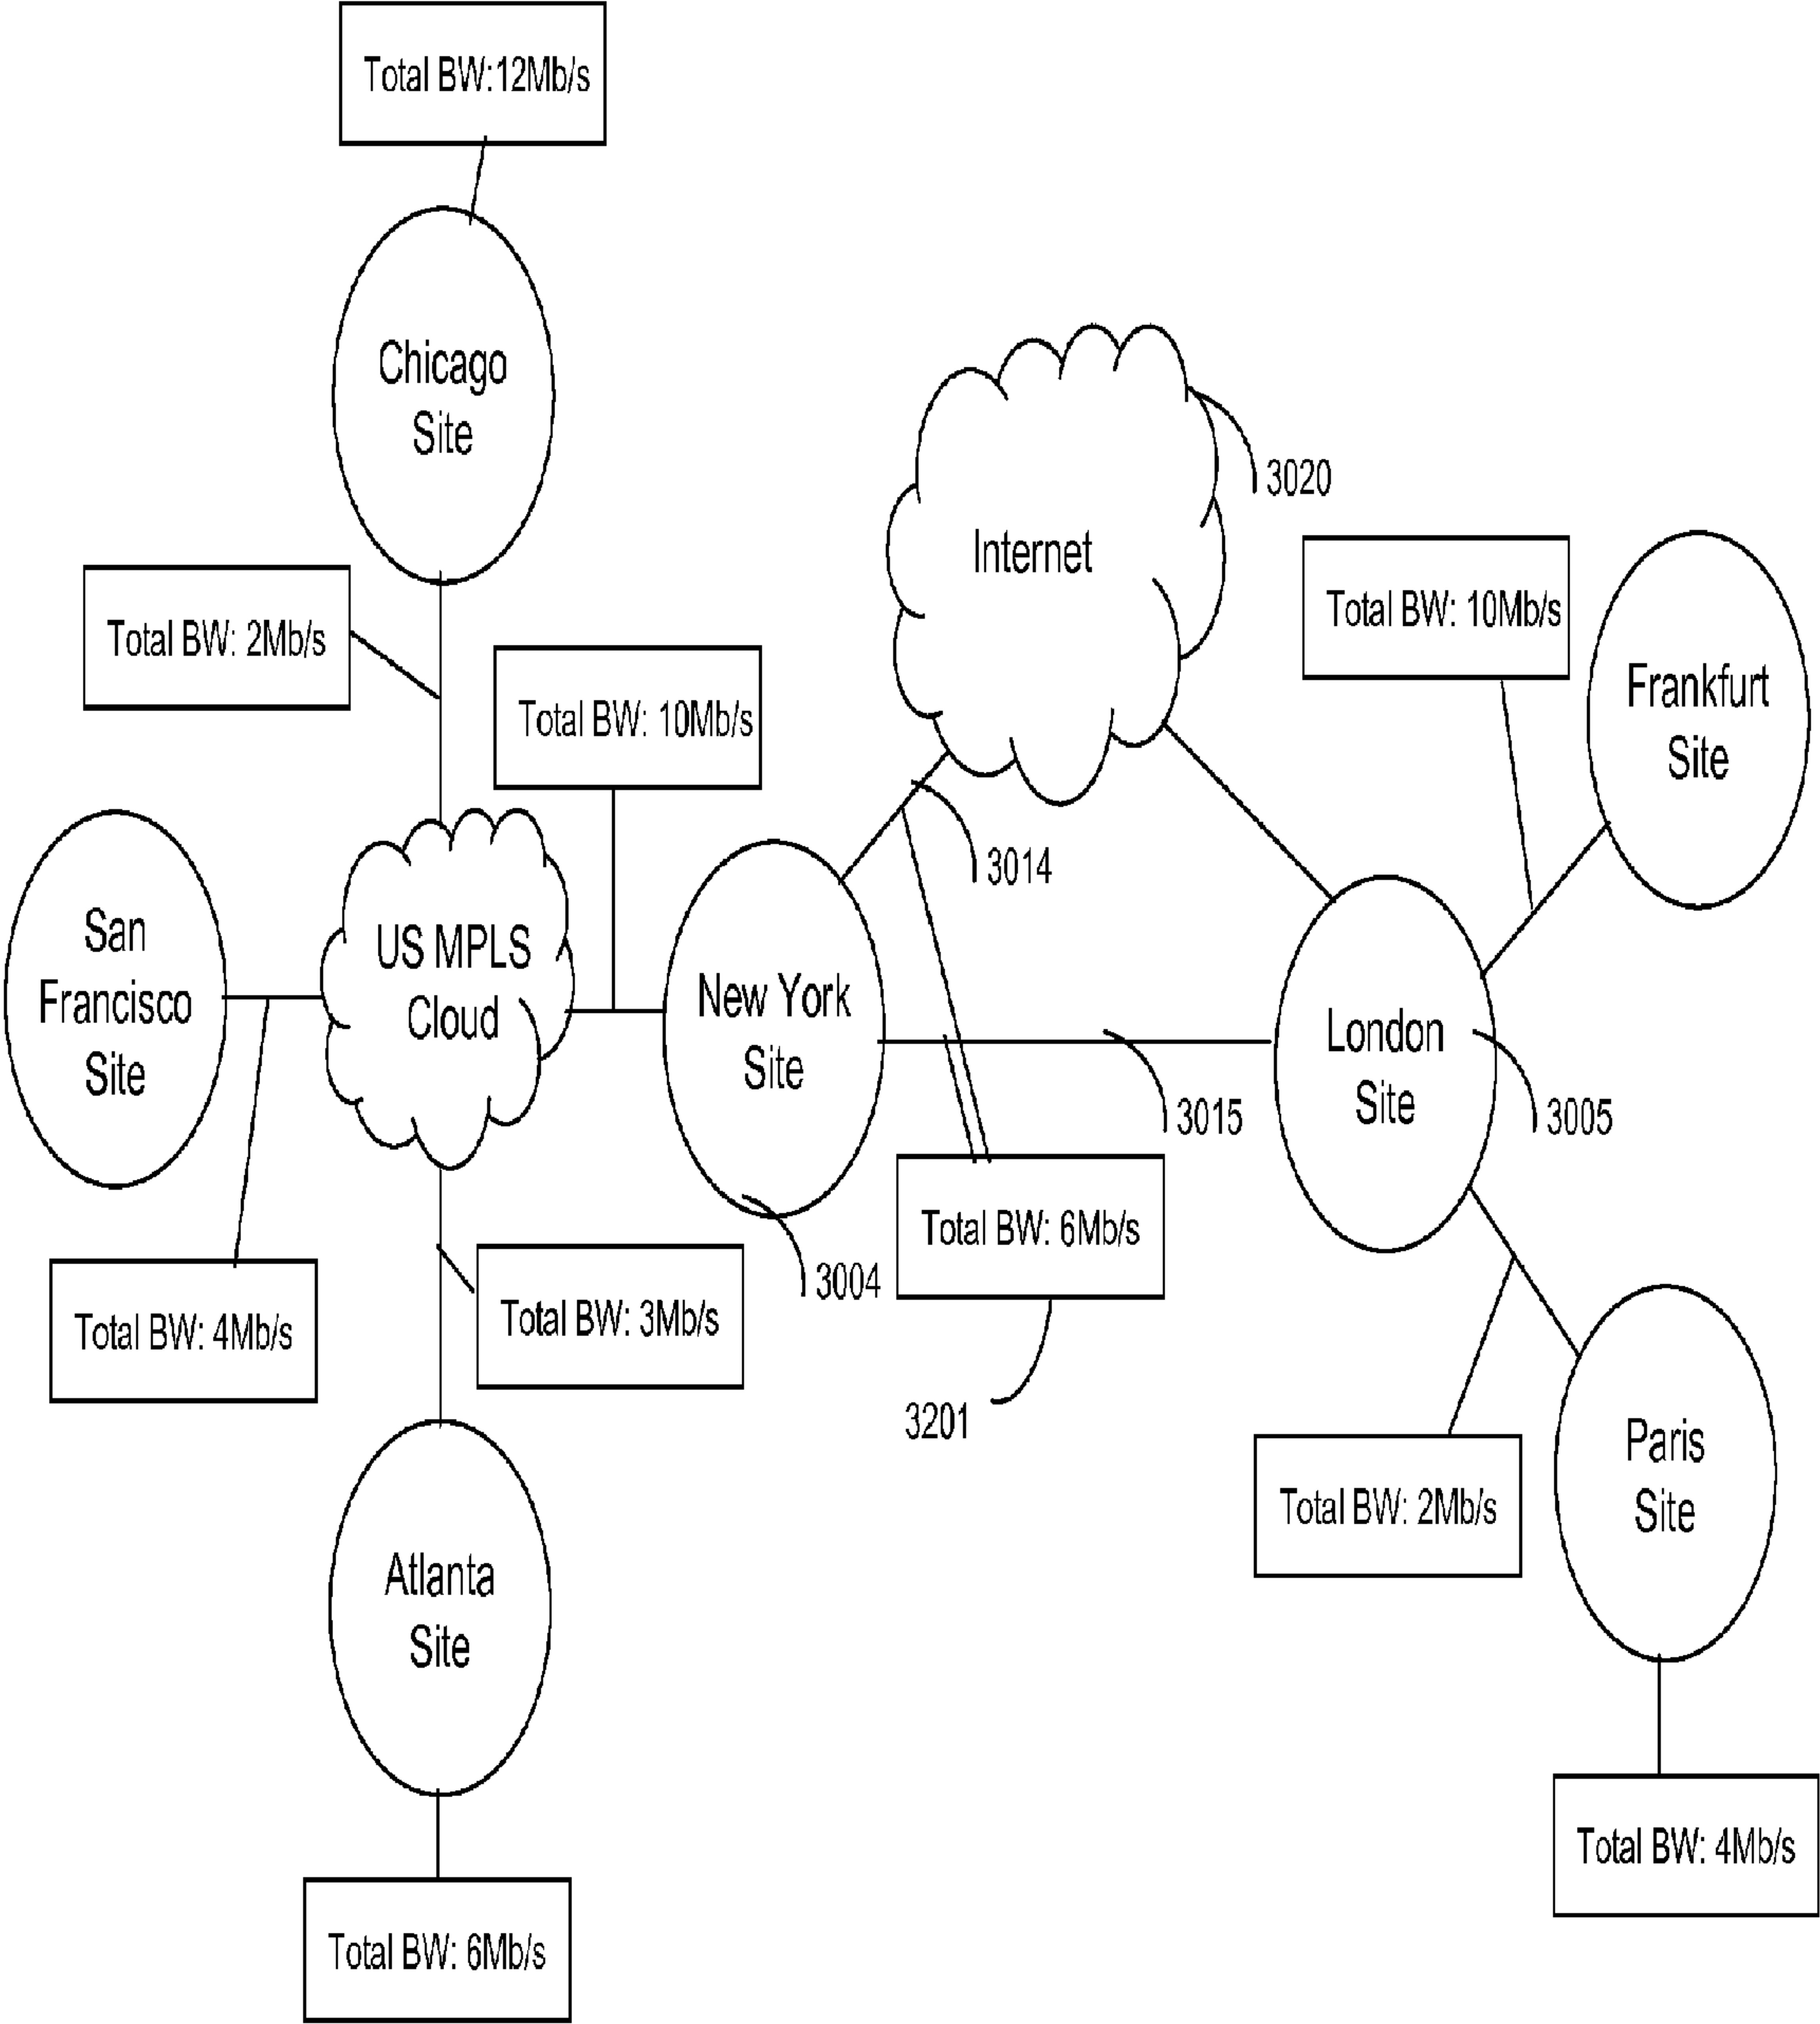 Total BW:12Mb/s
Chicago
Site
3020
Internet
Total BW: 10Mb/s
Total BW: 2Mb/s
Frankfurt
Site
Total BW: 10Mb/s
3014
San
Francisco
Site
US MPLS
Cloud
New York
Site
London
Site
3015
3005
Total BW: 6Mb/s
3004
Total BW: 4Mb/s
Total BW: 3Mb/s
3201
Paris
Site
Total BW: 2Mb/s
Atlanta
Site
Total BW: 4Mb/s
Total BW: 6Mb/s